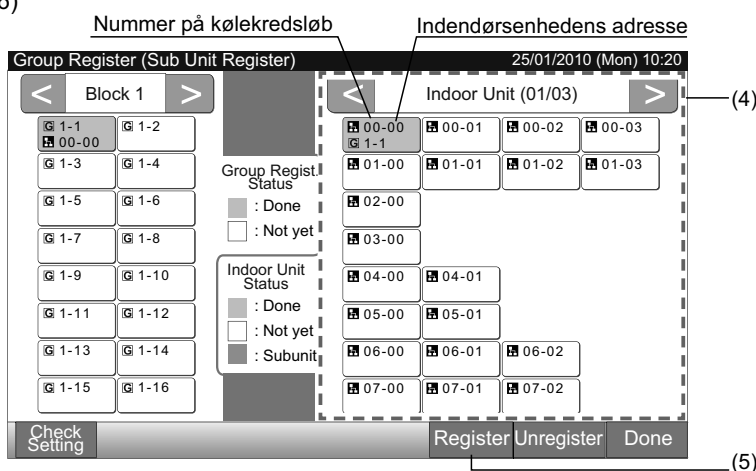 Nummer på kølekredsløb Indendørsenhedens adresse
Group Register (Sub Unit Register) 25/01/2010 (Mon) 10:20
< Block 1 > < Indoor Unit (01/03) > (4)
G 1-1 G 1-2 00-00 00-01 00-02 00-03
00-00 G 1-1
G 1-3 G 1-4 Group Regist. 01-00 01-01 01-02 01-03
Status
G 1-5 G 1-6 : Done 02-00
: Not yet
G 1-7 G 1-8 03-00
Indoor Unit
Status
G 1-9 G 1-10 04-00 04-01
: Done
G 1-11 G 1-12 05-00 05-01
: Not yet
G 1-13 G 1-14 : Subunit 06-00 06-01 06-02
G 1-15 G 1-16 07-00 07-01 07-02
Check
Setting
Register Unregister Done
(5)